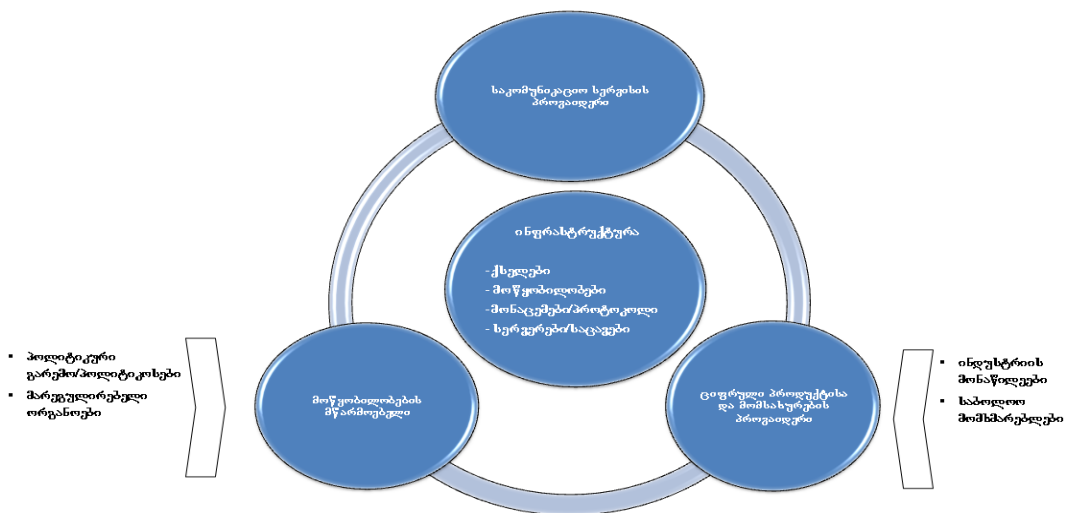 საკომუნიკაციო სერვისის
პროვაიდერი
ინფრასტრუქტურა
-ქსელები
- მოწყობილობები
-მონაცემები/პროტოკოლი
- სერვერები/საცავები
▪ პოლიტიკური
გარემო/პოლიტიკოსები
▪ მარეგულირებელი
ორგანოები
მოწყობილობების
მწარმოებელი
ციფრული პროდუქტისა
და მომსახურების
პროვაიდერი
▪ ინდუსტრიის
მონაწილეები
▪ საბოლოო
მომხმარებლები